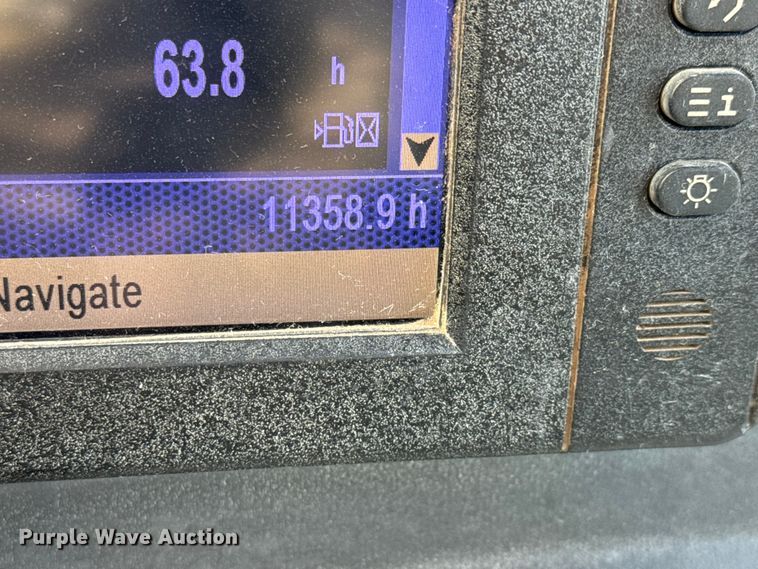 63.8 h
11358.9 h
Navigate
i
Purple Wave Auction